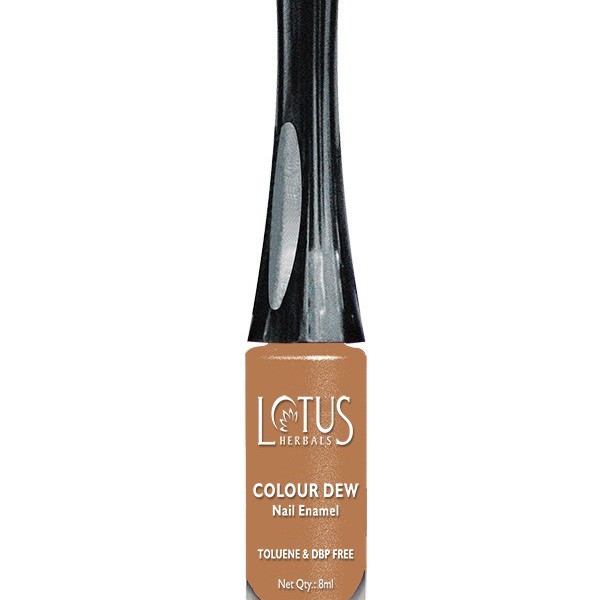 LOTUS
HERBALS
COLOUR DEW
Nail Enamel
TOLUENE & DBP FREE
Net Qty.: 8ml